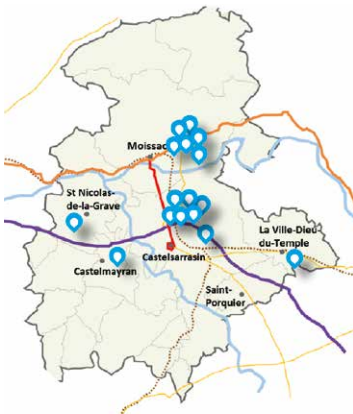 Moissac
St Nicolas-
de-la-Grave
La Ville-Dieu
du-Temple
Castelsarrasin
Castelmayran
Saint-
Porquier